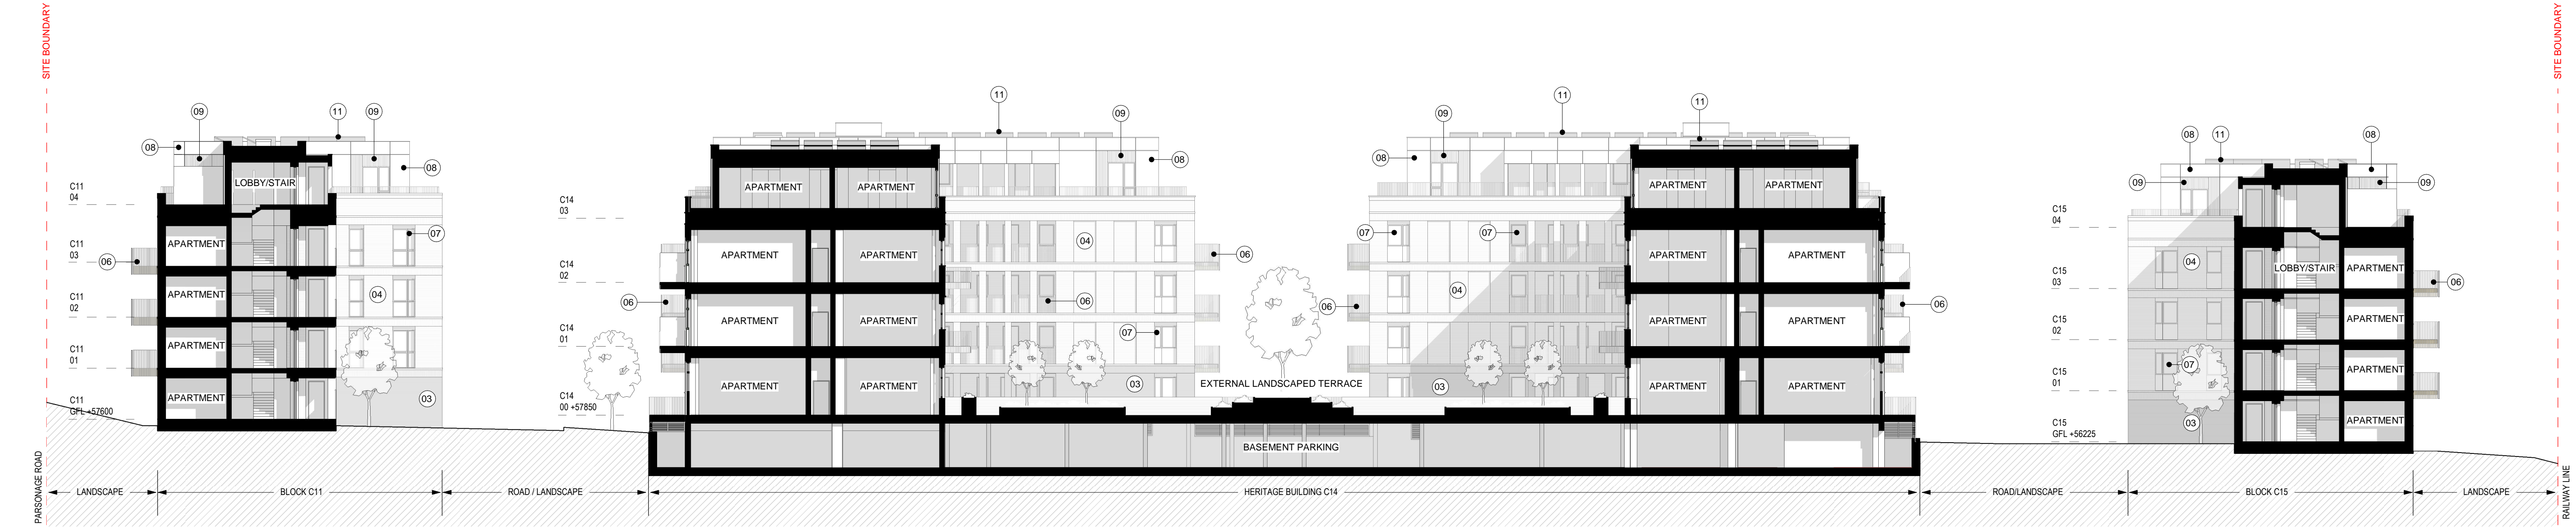 SITE BOUNDARY
PARSONAGE ROAD
C11
04
C11
03
C11
02
C11
01
C11
GFL +57600
08
09
11
09
08
07
06
04
03
LOBBY/STAIR
APARTMENT
APARTMENT
APARTMENT
APARTMENT
C14
03
C14
02
C14
01
C14
00 +57850
06
11
09
08
APARTMENT
APARTMENT
APARTMENT
APARTMENT
APARTMENT
APARTMENT
APARTMENT
APARTMENT
04
06
06
07
03
EXTERNAL LANDSCAPED TERRACE
BASEMENT PARKING
08
09
11
11
07
07
04
06
03
APARTMENT
APARTMENT
APARTMENT
APARTMENT
APARTMENT
APARTMENT
APARTMENT
APARTMENT
06
C15
04
C15
03
C15
02
C15
01
C15
GFL +56225
08
11
08
09
09
04
07
03
06
LOBBY/STAIR
APARTMENT
APARTMENT
APARTMENT
APARTMENT
LANDSCAPE
BLOCK C11
ROAD / LANDSCAPE
HERITAGE BUILDING C14
ROAD/LANDSCAPE
BLOCK C15
LANDSCAPE
SITE BOUNDARY
RAILWAY LINE